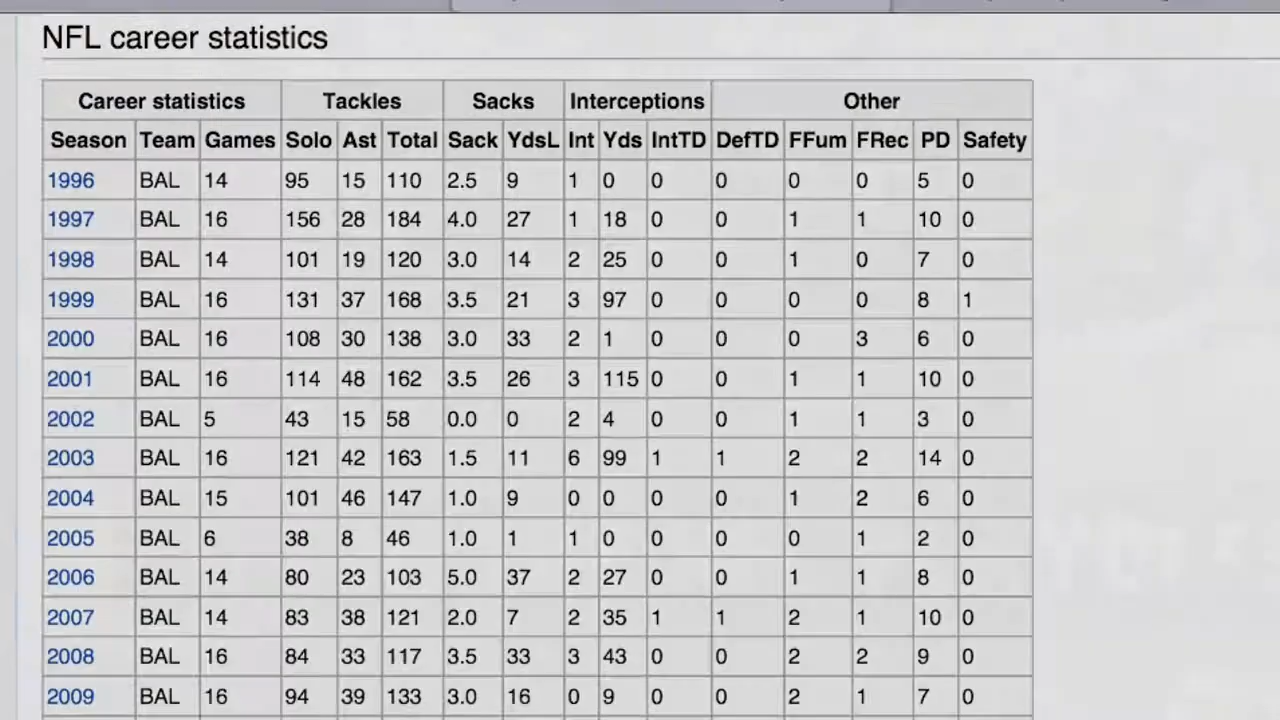 NFL career statistics
Career statistics Tackles Sacks Interceptions Other
Season Team Games Solo Ast Total Sack YdsL Int Yds IntTD DefTD FFum FRec PD Safety
1996 BAL 14 95 15 110 2.5 9 1 0 0 0 0 0 5 0
1997 BAL 16 156 28 184 4.0 27 1 18 0 0 1 1 10 0
1998 BAL 14 101 19 120 3.0 14 2 25 0 0 1 0 7 0
1999 BAL 16 131 37 168 3.5 21 3 97 0 0 0 0 8 1
2000 BAL 16 108 30 138 3.0 33 2 1 0 0 0 3 6 0
2001 BAL 16 114 48 162 3.5 26 3 115 0 0 1 1 10 0
2002 BAL 5 43 15 58 0.0 0 2 4 0 0 1 1 3 0
2003 BAL 16 121 42 163 1.5 11 6 99 1 1 2 2 14 0
2004 BAL 15 101 46 147 1.0 9 0 0 0 0 1 2 6 0
2005 BAL 6 38 8 46 1.0 1 1 0 0 0 0 1 2 0
2006 BAL 14 80 23 103 5.0 37 2 27 0 0 1 1 8 0
2007 BAL 14 83 38 121 2.0 7 2 35 1 1 2 1 10 0
2008 BAL 16 84 33 117 3.5 33 3 43 0 0 2 2 9 0
2009 BAL 16 94 39 133 3.0 16 0 9 0 0 2 1 7 0